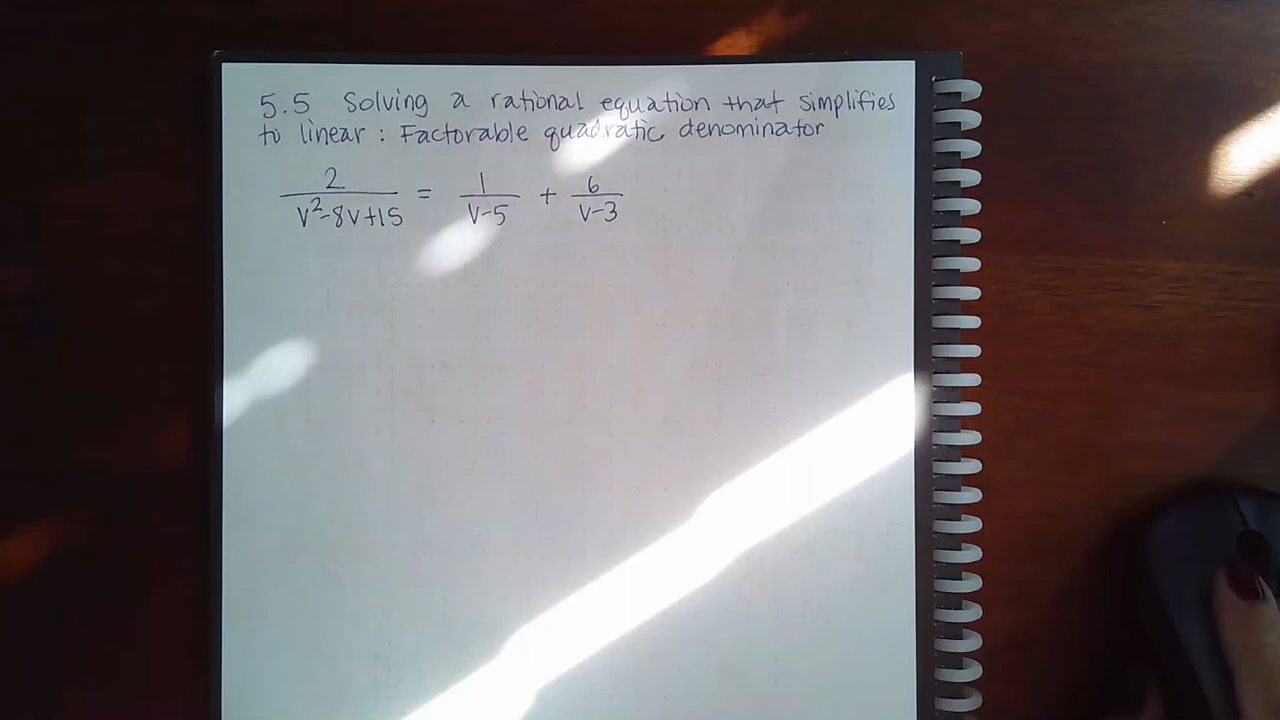 5.5 Solving a rational equation that simplifies
to linear : Factorable quadratic denominator
2/(v²-8v+15) = 1/(v-5) + 6/(v-3)